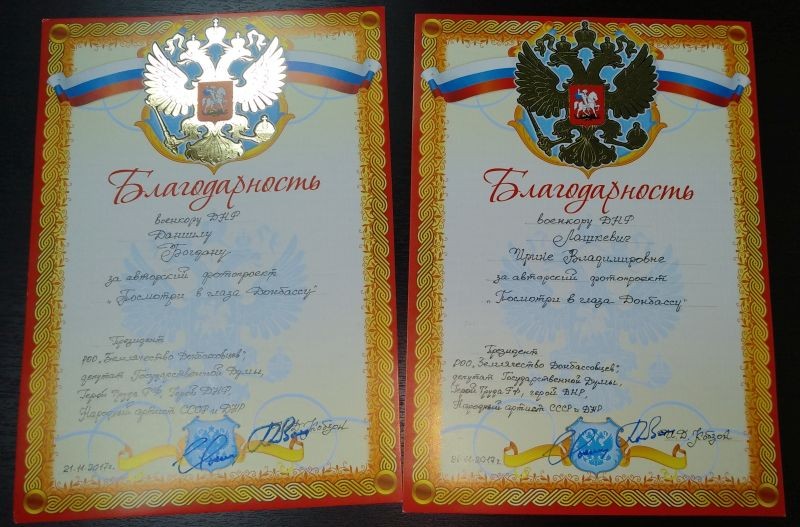 Благодарность
военкору ДНР
Даниилу
Богдану
за авторский фотопроект
"Посмотри в глаза Донбассу"
Президент
РОО "Землячество Донбассовцев",
депутат Государственной Думы,
Герой Труда РФ, Герой ДНР,
Народный артист СССР и ДНР
Кобзон
21.11.2017г.
Благодарность
военкору ДНР
Лашкевич
Ирине Владимировне
за авторский фотопроект
"Посмотри в глаза Донбассу"
Президент
РОО "Землячество Донбассовцев",
депутат Государственной Думы,
Герой Труда РФ, герой ДНР,
Народный артист СССР и ДНР
И.Д. Кобзон
11.2017г.